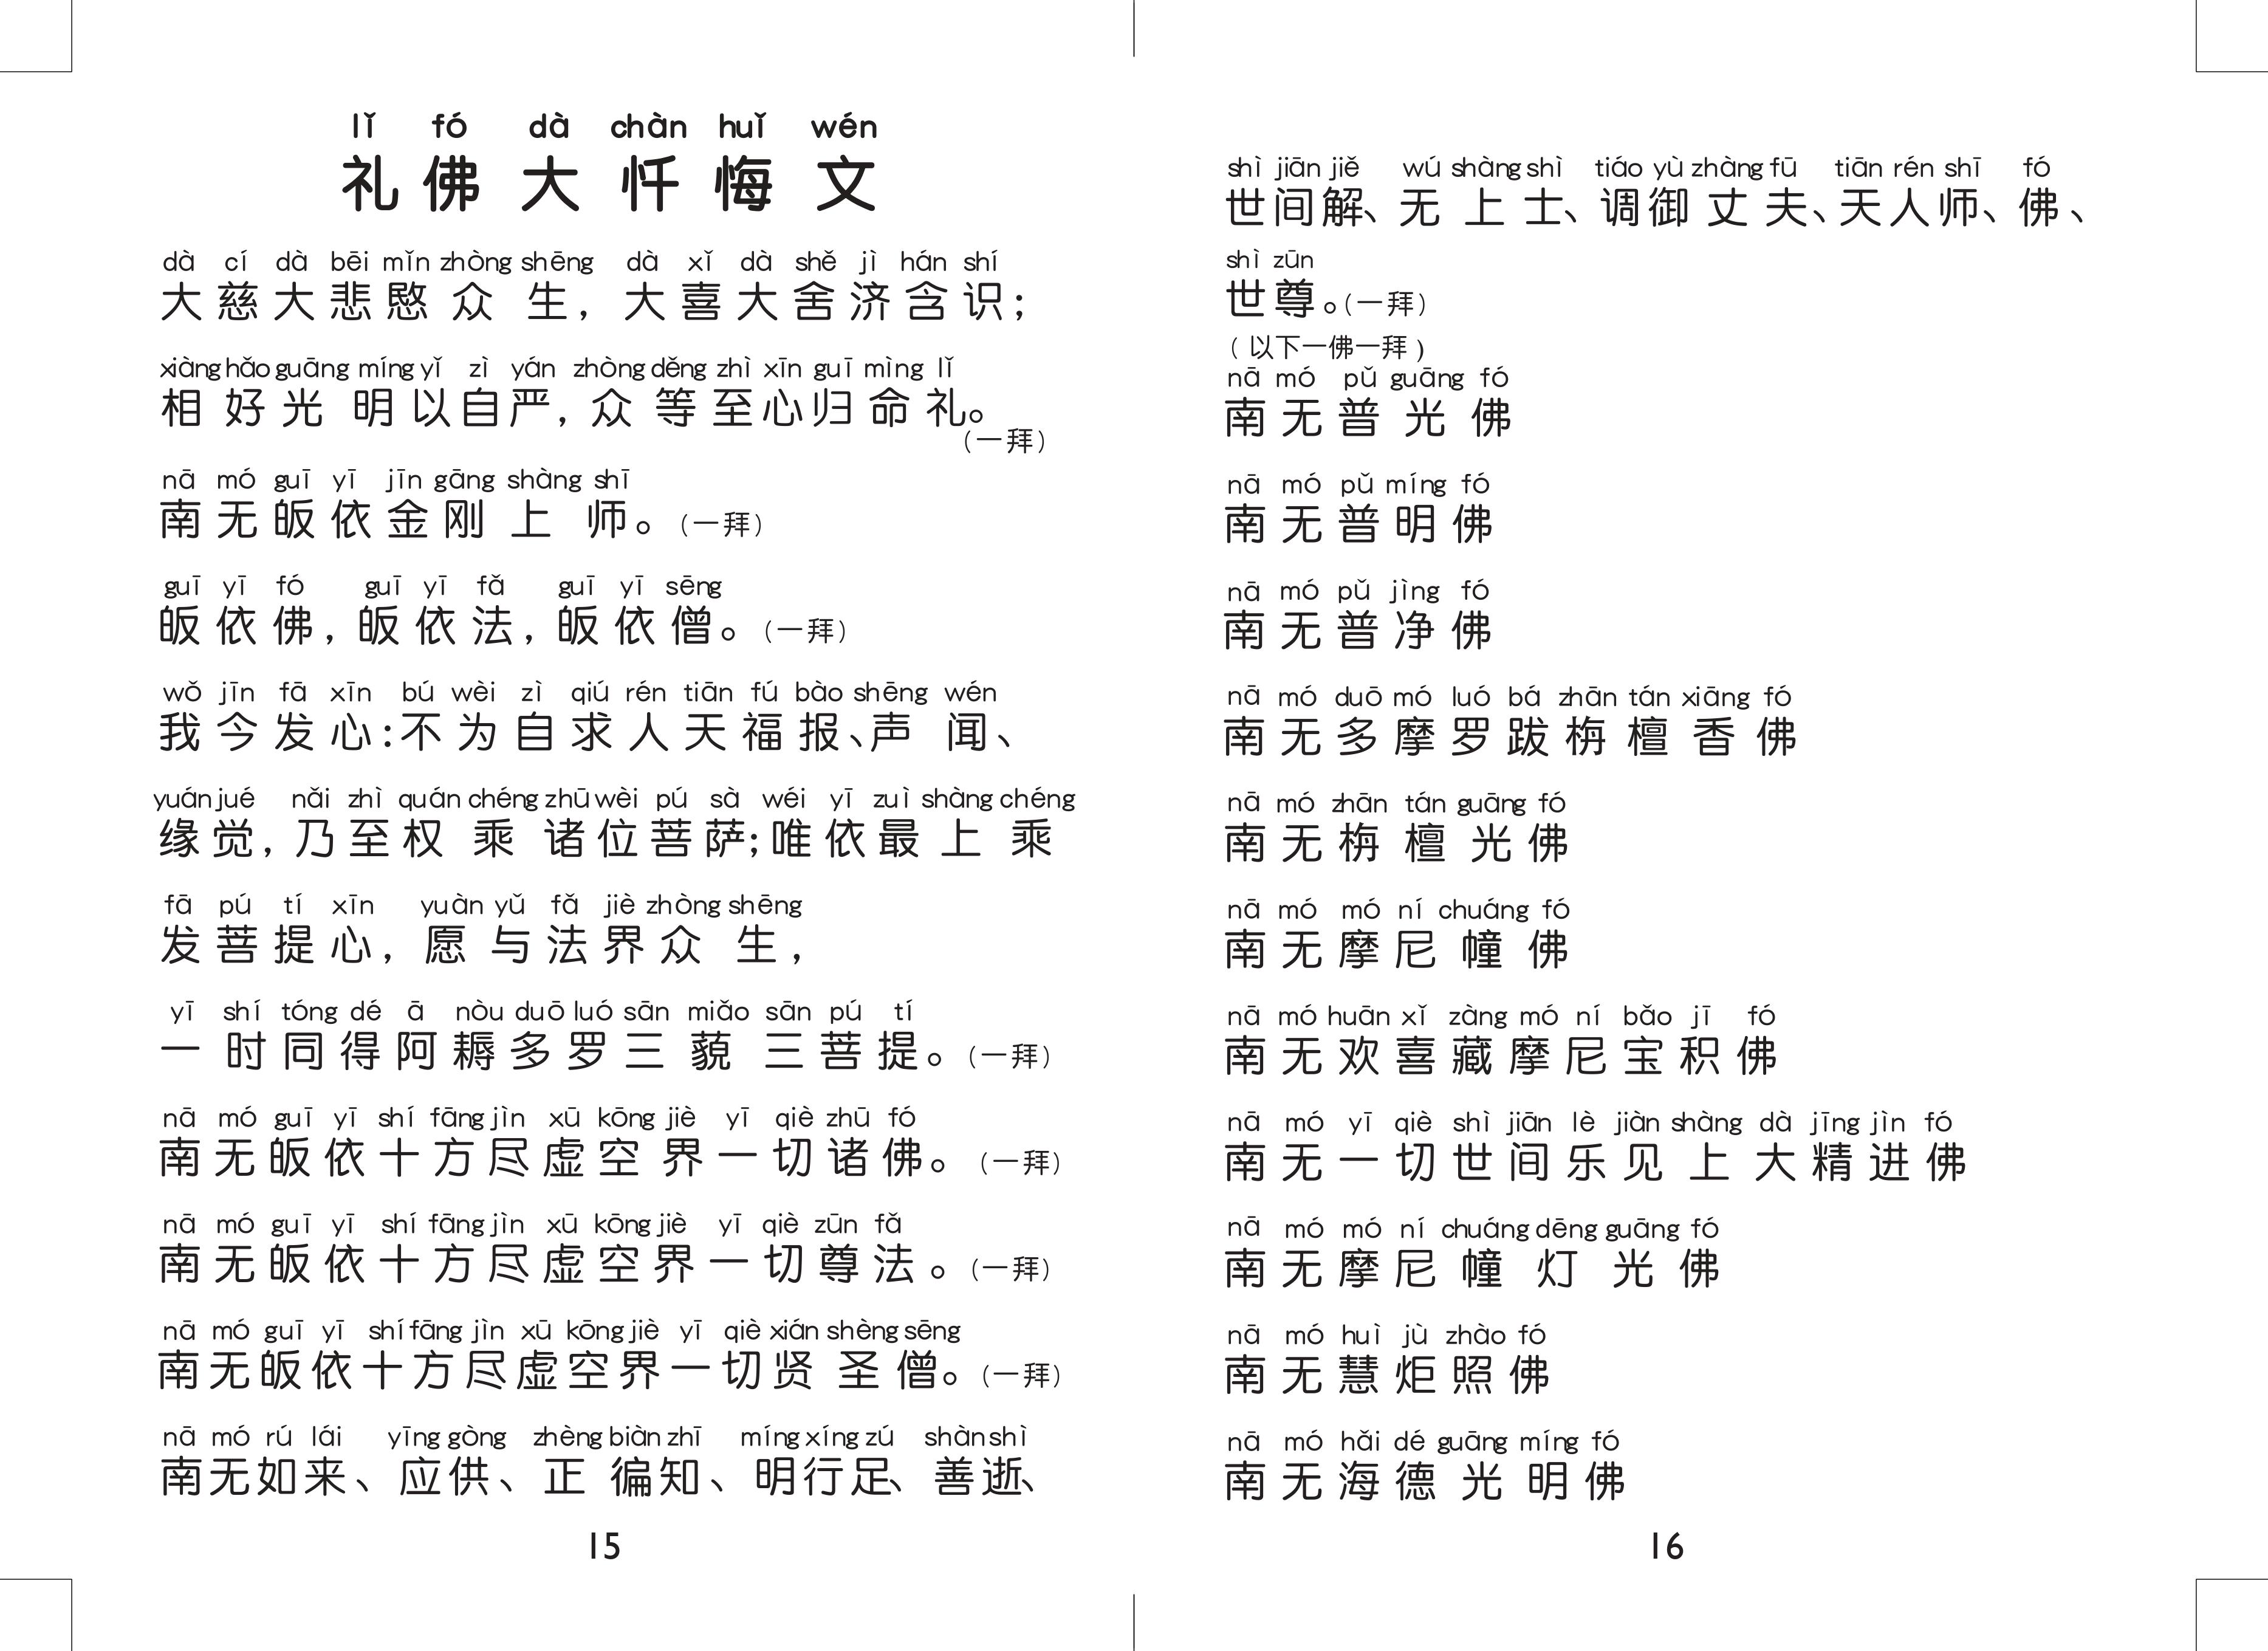 lǐ fó dà chàn huǐ wén
礼佛大忏悔文
dà cí dà bēi mǐn zhòng shēng dà xǐ dà shě jì hán shí
大慈大悲愍众生，大喜大舍济含识；
xiàng hǎo guāng míng yǐ zì yán zhòng děng zhì xīn guī mìng lǐ
相好光明以自严，众等至心归命礼。
（一拜）
nā mó guī yī jīn gāng shàng shī
南无皈依金刚上师。（一拜）
guī yī fó guī yī fǎ guī yī sēng
皈依佛，皈依法，皈依僧。（一拜）
wǒ jīn fā xīn bú wèi zì qiú rén tiān fú bào shēng wén
我今发心：不为自求人天福报、声闻、
yuán jué nǎi zhì quán chéng zhū wèi pú sà wéi yī zuì shàng chéng
缘觉，乃至权乘诸位菩萨；唯依最上乘
fā pú tí xīn yuàn yǔ fǎ jiè zhòng shēng
发菩提心，愿与法界众生，
yī shí tóng dé ā nòu duō luó sān miǎo sān pú tí
一时同得阿耨多罗三藐三菩提。（一拜）
nā mó guī yī shí fāng jìn xū kōng jiè yī qiè zhū fó
南无皈依十方尽虚空界一切诸佛。（一拜）
nā mó guī yī shí fāng jìn xū kōng jiè yī qiè zūn fǎ
南无皈依十方尽虚空界一切尊法。（一拜）
nā mó guī yī shí fāng jìn xū kōng jiè yī qiè xián shèng sēng
南无皈依十方尽虚空界一切贤圣僧。（一拜）
nā mó rú lái yīng gòng zhèng biàn zhī míng xíng zú shàn shì
南无如来、应供、正徧知、明行足、善逝、
15
shì jiān jiě wú shàng shì tiáo yù zhàng fū tiān rén shī fó
世间解、无上士、调御丈夫、天人师、佛、
shì zūn
世尊。（一拜）
（以下一佛一拜）
nā mó pǔ guāng fó
南无普光佛
nā mó pǔ míng fó
南无普明佛
nā mó pǔ jìng fó
南无普净佛
nā mó duō mó luó bá zhān tán xiāng fó
南无多摩罗跋栴檀香佛
nā mó zhān tán guāng fó
南无栴檀光佛
nā mó mó ní chuáng fó
南无摩尼幢佛
nā mó huān xǐ zàng mó ní bǎo jī fó
南无欢喜藏摩尼宝积佛
nā mó yī qiè shì jiān lè jiàn shàng dà jīng jìn fó
南无一切世间乐见上大精进佛
nā mó mó ní chuáng dēng guāng fó
南无摩尼幢灯光佛
nā mó huì jù zhào fó
南无慧炬照佛
nā mó hǎi dé guāng míng fó
南无海德光明佛
16